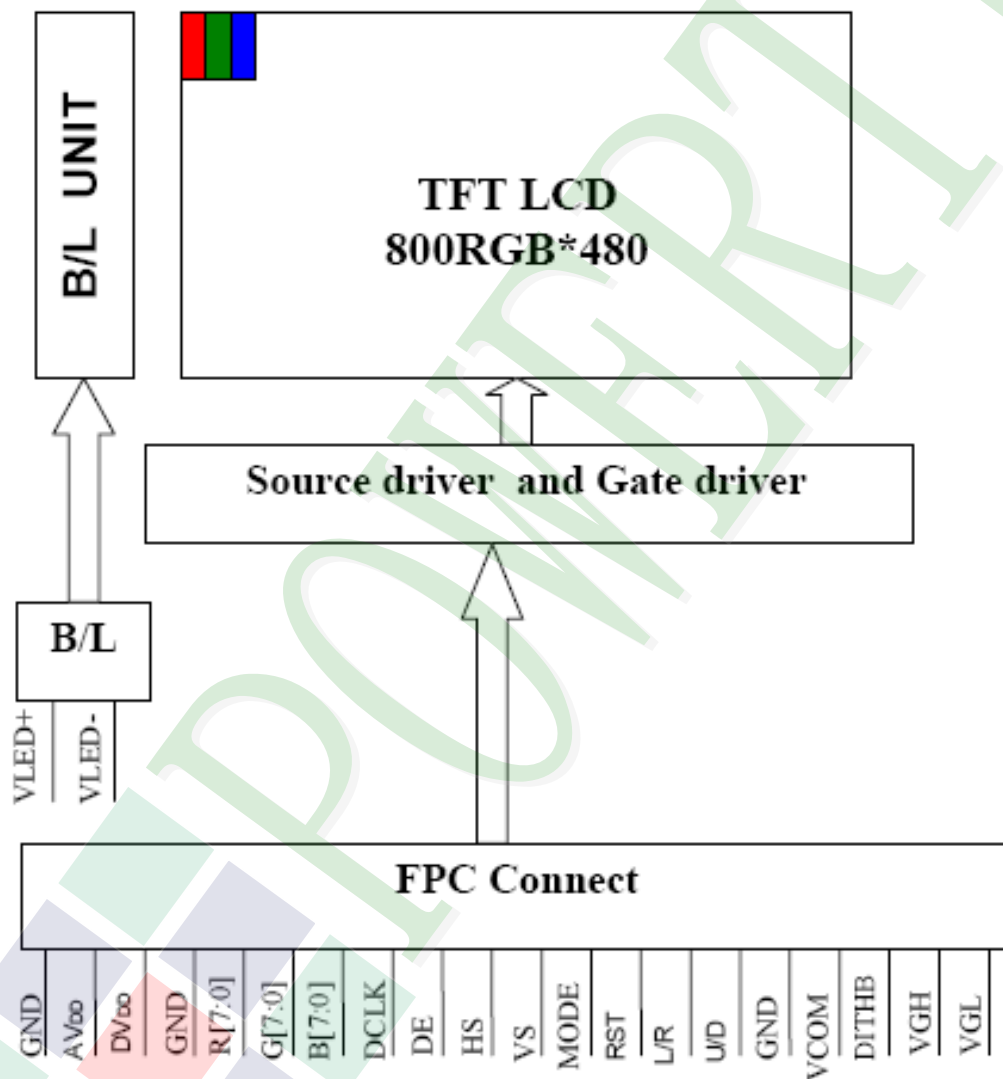 B/L UNIT
TFT LCD
800RGB*480
Source driver and Gate driver
B/L
VLED+
VLED-
FPC Connect
GND
AVDD
DVDD
GND
R[7:0]
G[7:0]
B[7:0]
DCLK
DE
HS
VS
MODE
RST
L/R
U/D
GND
VCOM
DITHB
VGH
VGL
POWERT